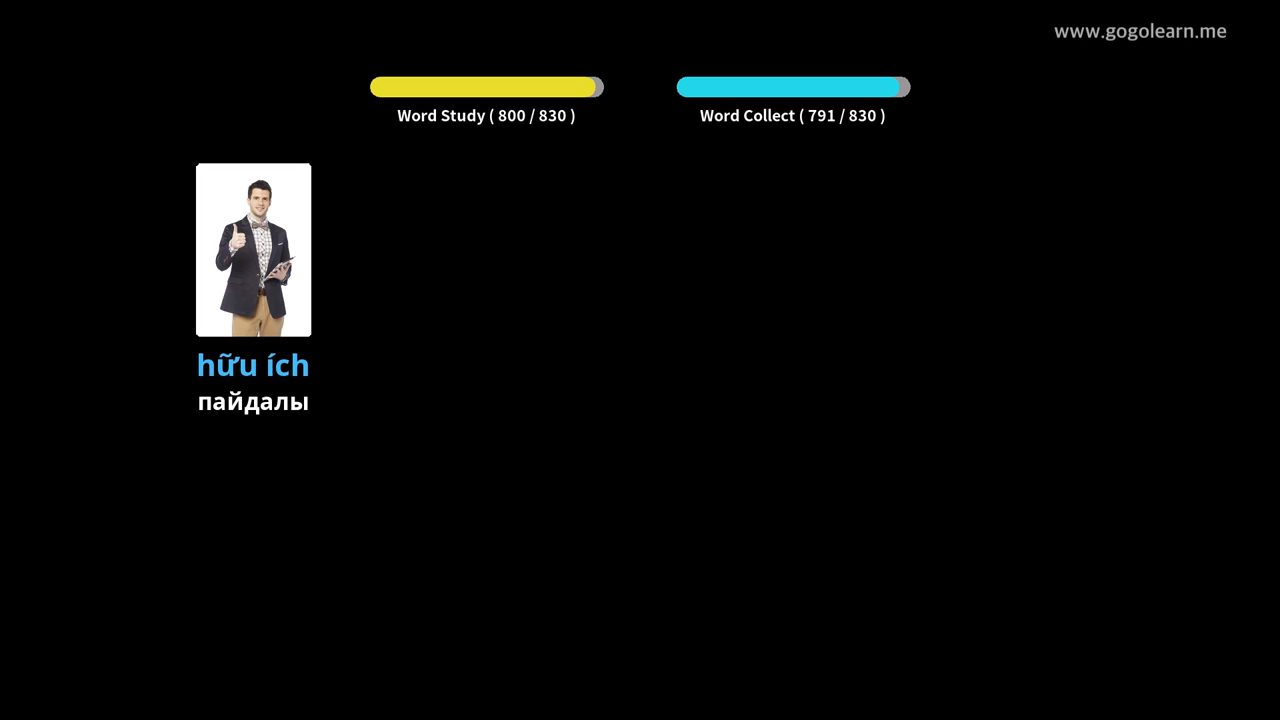 www.gogolearn.me
Word Study ( 800 / 830 )
Word Collect ( 791 / 830 )
hữu ích
пайдалы